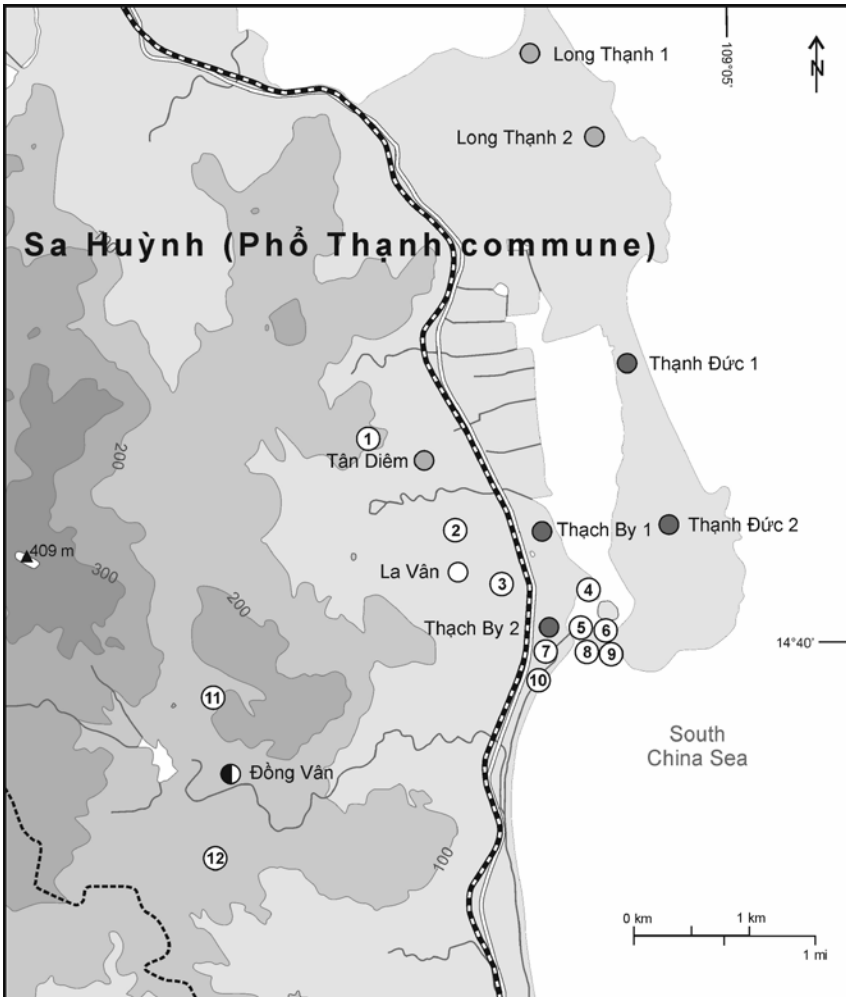 Long Thạnh 1
109°05'
N
Long Thạnh 2
100
Sa Huỳnh (Phổ Thạnh commune)
Thạnh Đức 1
1
200
Tân Diêm
2
Thạch By 1
Thạnh Đức 2
409 m
La Vân
3
4
300
200
Thạch By 2
5
6
14°40'
7
8
9
10
11
South
China Sea
Đồng Vân
12
100
0 km
1 km
1 mi